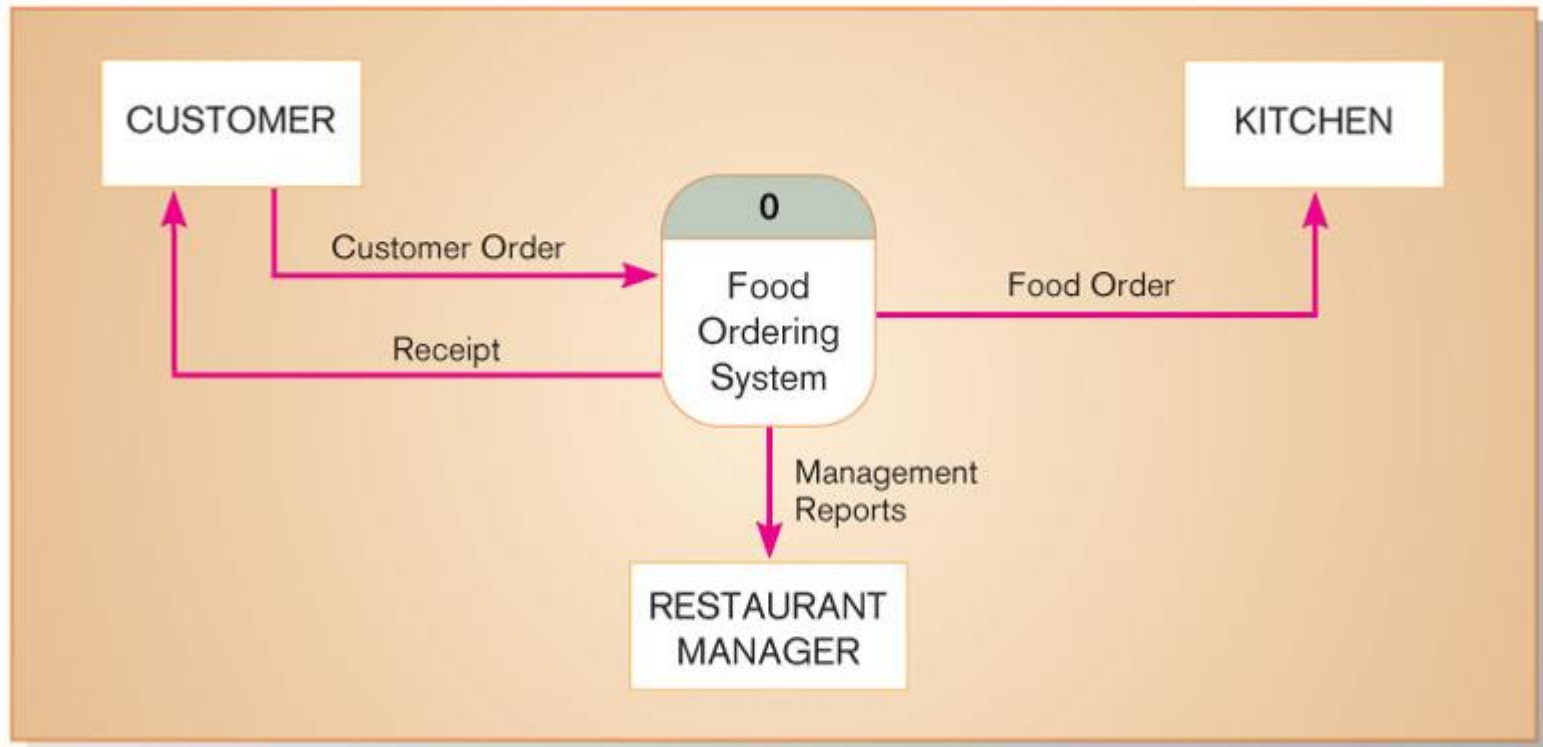 CUSTOMER
KITCHEN
0
Customer Order
Food
Ordering
System
Food Order
Receipt
Management
Reports
RESTAURANT
MANAGER